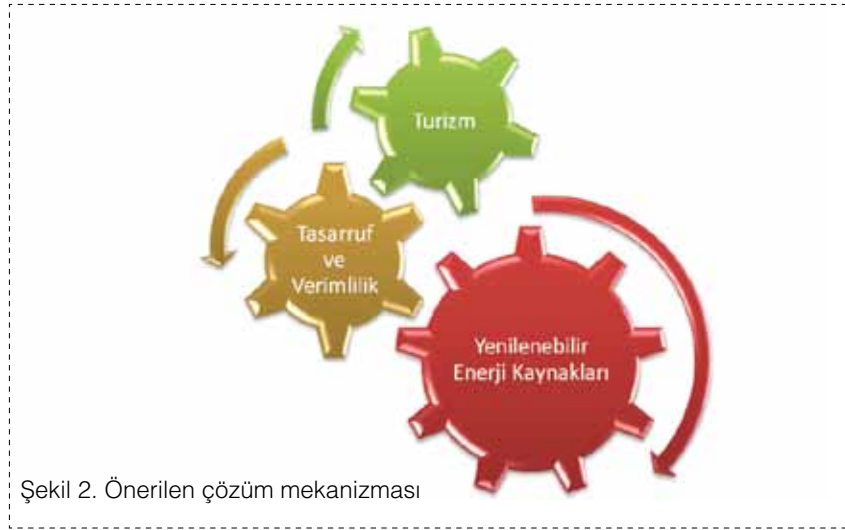 Turizm
Tasarruf
ve
Verimlilik
Yenilenebilir
Enerji Kaynakları
Şekil 2. Önerilen çözüm mekanizması